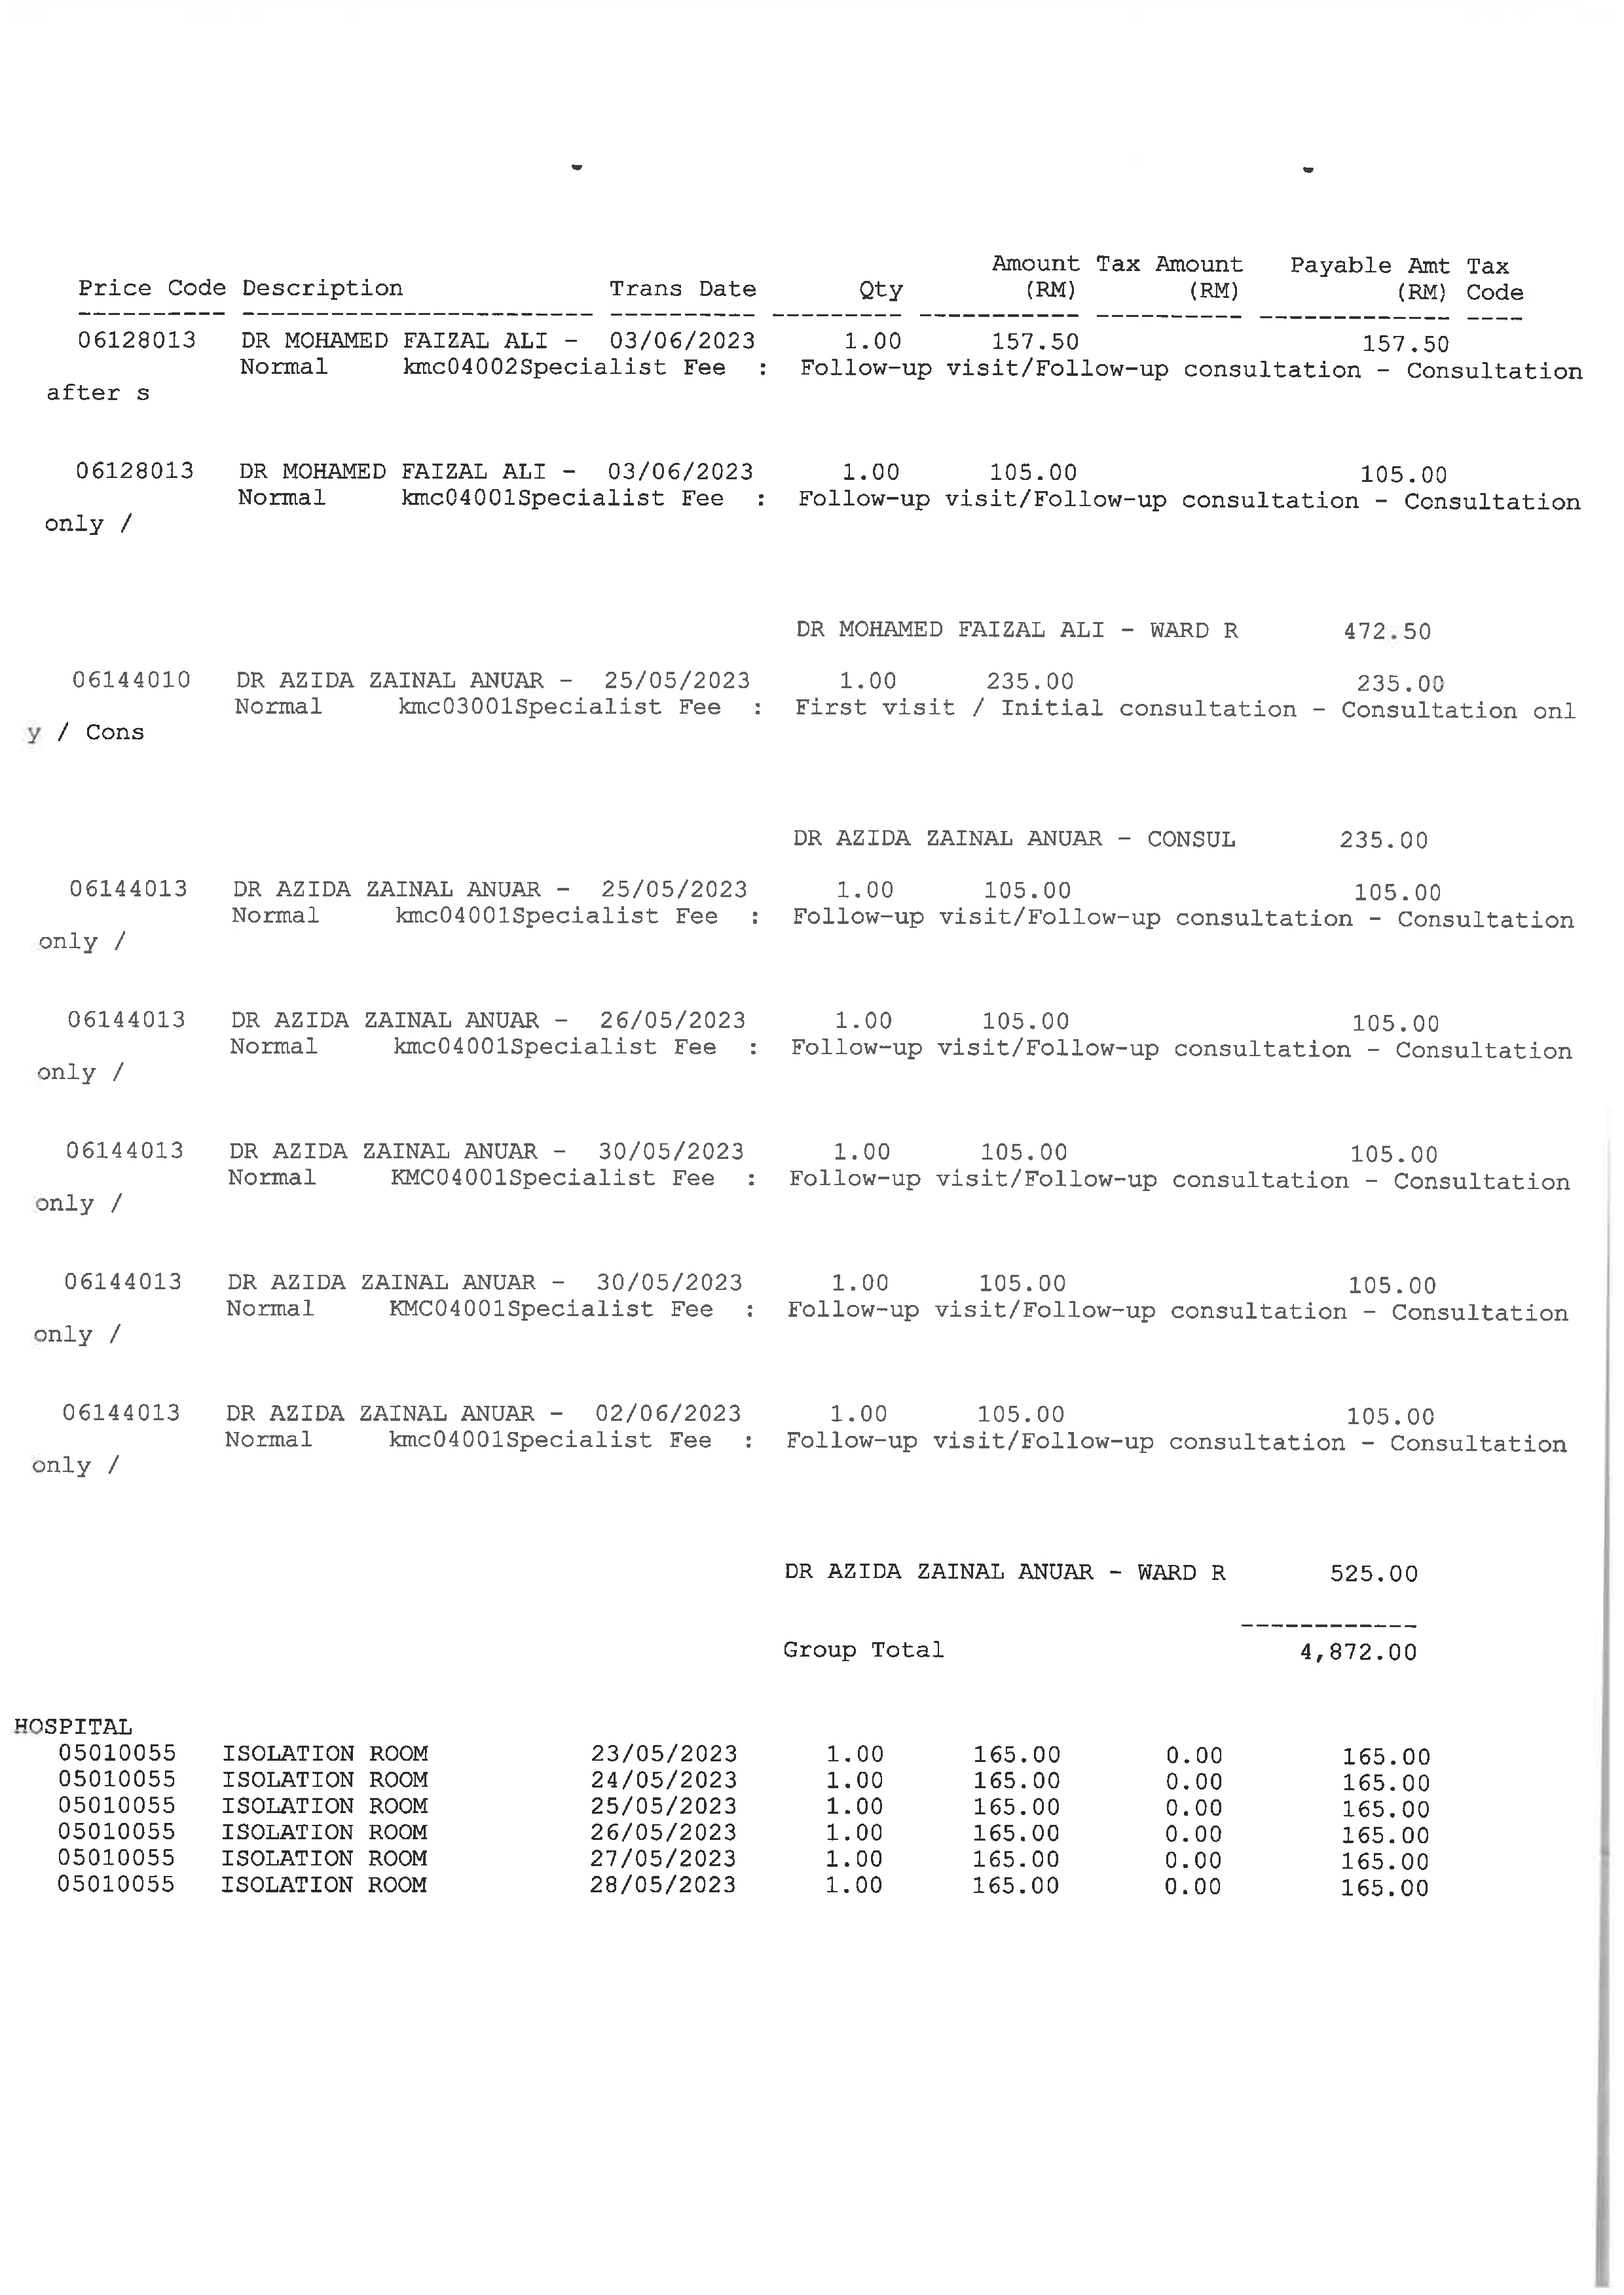 Amount Tax Amount Payable Amt Tax
Price Code Description Trans Date Qty (RM) (RM) (RM) Code
---------- ------------------------ ---------- --------- ----------- ---------- ------------- ----
06128013 DR MOHAMED FAIZAL ALI - 03/06/2023 1.00 157.50 157.50
Normal kmc04002Specialist Fee : Follow-up visit/Follow-up consultation - Consultation
after s
06128013 DR MOHAMED FAIZAL ALI - 03/06/2023 1.00 105.00 105.00
Normal kmc04001Specialist Fee : Follow-up visit/Follow-up consultation - Consultation
only /
DR MOHAMED FAIZAL ALI - WARD R 472.50
06144010 DR AZIDA ZAINAL ANUAR - 25/05/2023 1.00 235.00 235.00
Normal kmc03001Specialist Fee : First visit / Initial consultation - Consultation onl
y / Cons
DR AZIDA ZAINAL ANUAR - CONSUL 235.00
06144013 DR AZIDA ZAINAL ANUAR - 25/05/2023 1.00 105.00 105.00
Normal kmc04001Specialist Fee : Follow-up visit/Follow-up consultation - Consultation
only /
06144013 DR AZIDA ZAINAL ANUAR - 26/05/2023 1.00 105.00 105.00
Normal kmc04001Specialist Fee : Follow-up visit/Follow-up consultation - Consultation
only /
06144013 DR AZIDA ZAINAL ANUAR - 30/05/2023 1.00 105.00 105.00
Normal KMC04001Specialist Fee : Follow-up visit/Follow-up consultation - Consultation
only /
06144013 DR AZIDA ZAINAL ANUAR - 30/05/2023 1.00 105.00 105.00
Normal KMC04001Specialist Fee : Follow-up visit/Follow-up consultation - Consultation
only /
06144013 DR AZIDA ZAINAL ANUAR - 02/06/2023 1.00 105.00 105.00
Normal kmc04001Specialist Fee : Follow-up visit/Follow-up consultation - Consultation
only /
DR AZIDA ZAINAL ANUAR - WARD R 525.00
------------
Group Total 4,872.00
HOSPITAL
05010055 ISOLATION ROOM 23/05/2023 1.00 165.00 0.00 165.00
05010055 ISOLATION ROOM 24/05/2023 1.00 165.00 0.00 165.00
05010055 ISOLATION ROOM 25/05/2023 1.00 165.00 0.00 165.00
05010055 ISOLATION ROOM 26/05/2023 1.00 165.00 0.00 165.00
05010055 ISOLATION ROOM 27/05/2023 1.00 165.00 0.00 165.00
05010055 ISOLATION ROOM 28/05/2023 1.00 165.00 0.00 165.00